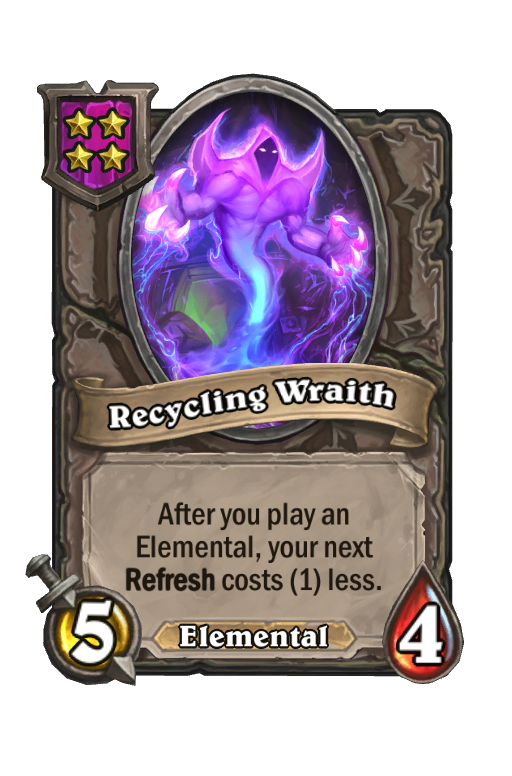 Recycling Wraith
After you play an
Elemental, your next
Refresh costs (1) less.
5
Elemental
4